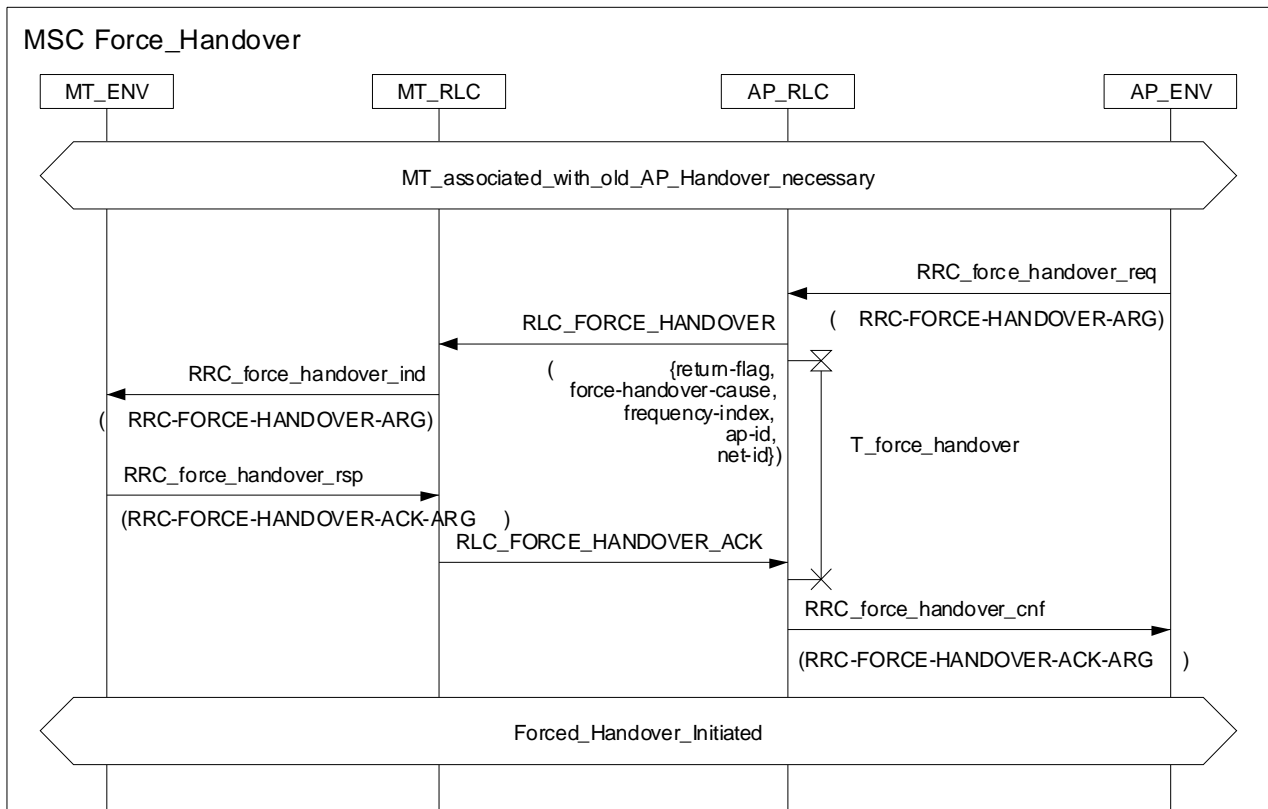 MSC Force_Handover
MT_ENV
MT_RLC
AP_RLC
AP_ENV
MT_associated_with_old_AP_Handover_necessary
RRC_force_handover_req
( RRC-FORCE-HANDOVER-ARG)
RLC_FORCE_HANDOVER
( {return-flag,
force-handover-cause,
frequency-index,
ap-id,
net-id})
T_force_handover
RRC_force_handover_ind
( RRC-FORCE-HANDOVER-ARG)
RRC_force_handover_rsp
(RRC-FORCE-HANDOVER-ACK-ARG )
RLC_FORCE_HANDOVER_ACK
RRC_force_handover_cnf
(RRC-FORCE-HANDOVER-ACK-ARG )
Forced_Handover_Initiated